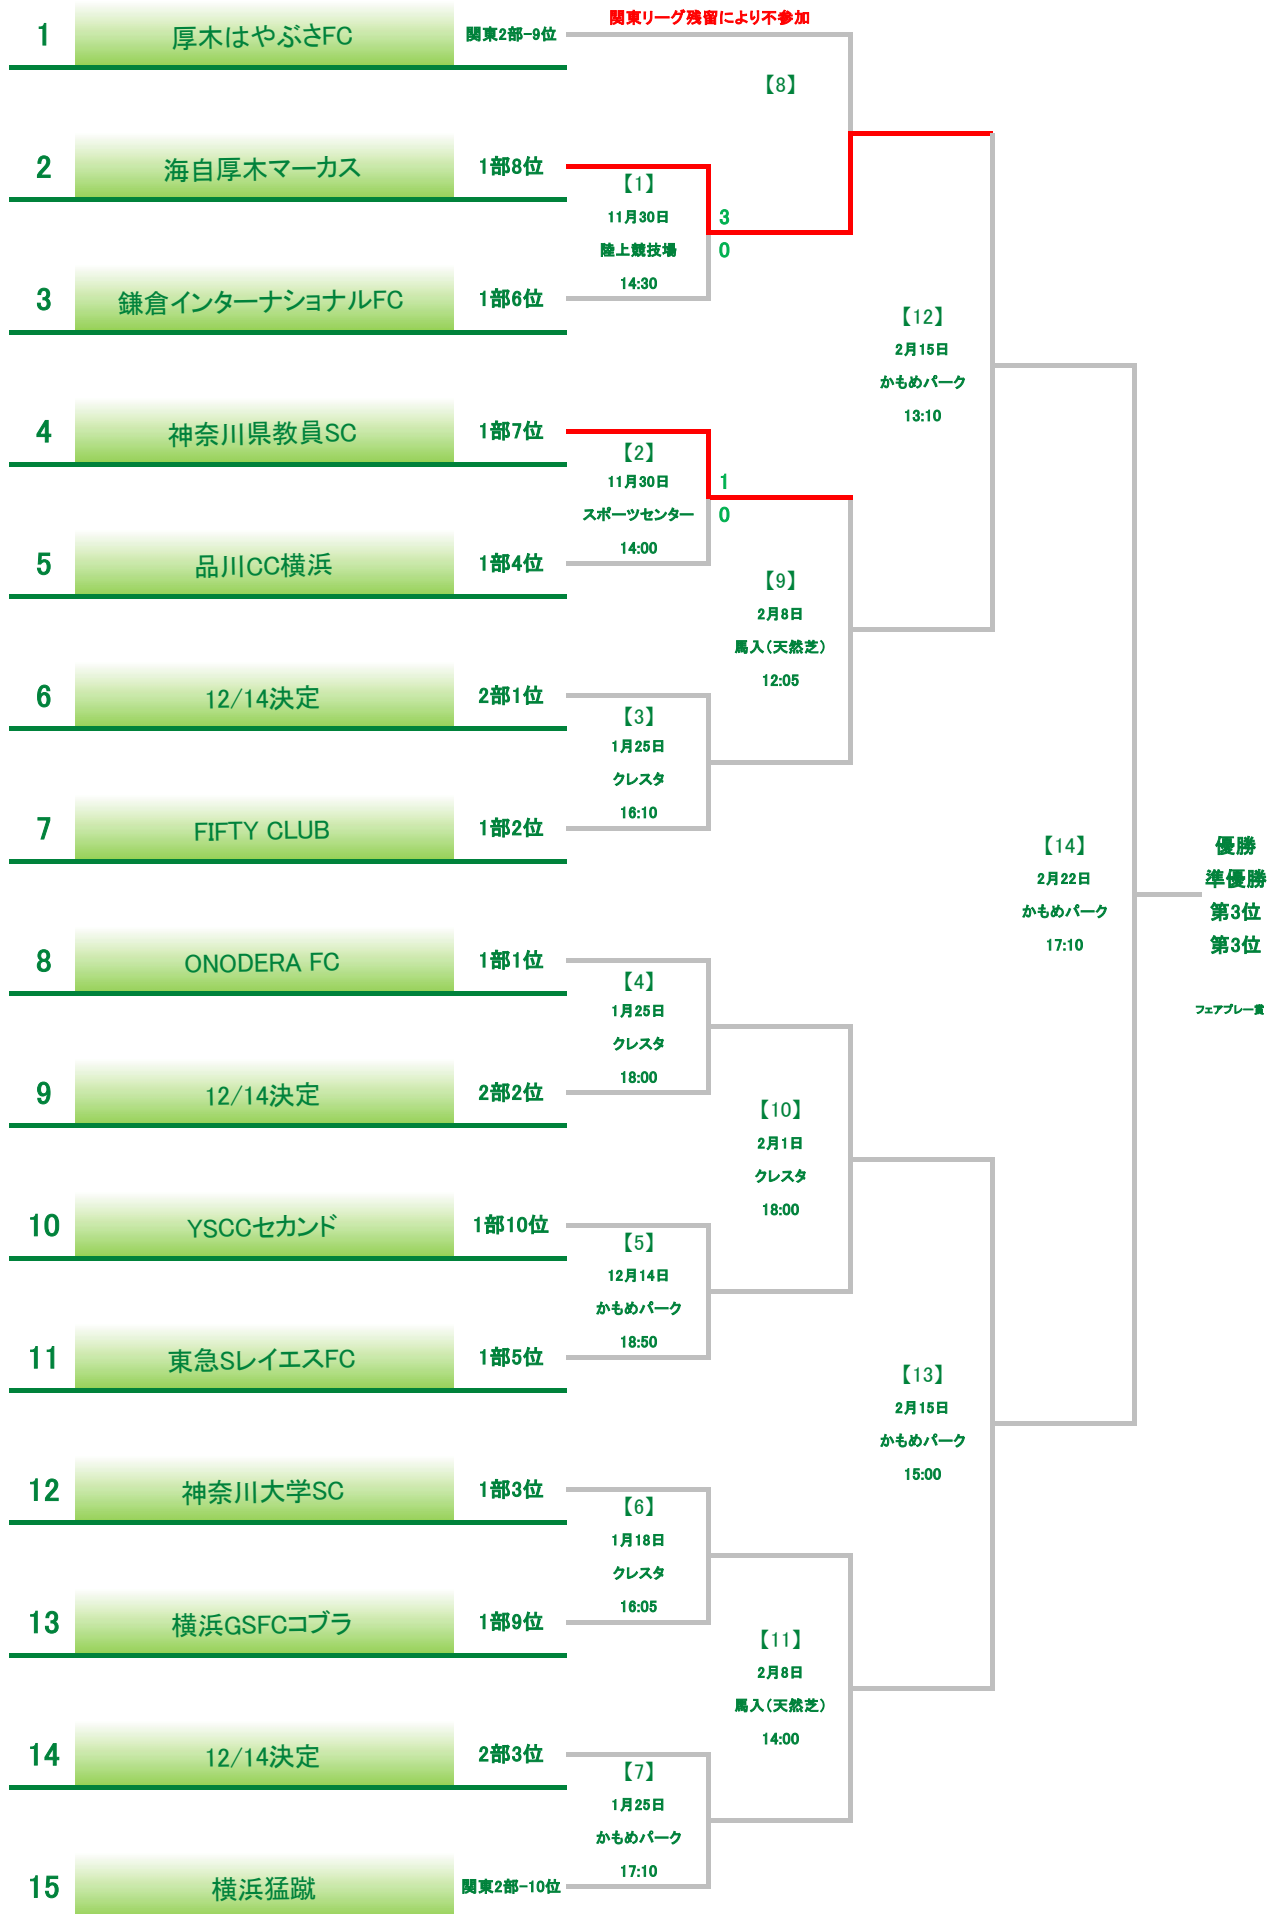 1 厚木はやぶさFC 関東2部-9位
関東リーグ残留により不参加
【8】
2 海自厚木マーカス 1部8位
【1】
11月30日
陸上競技場
14:30
3
0
3 鎌倉インターナショナルFC 1部6位
【12】
2月15日
かもめパーク
13:10
4 神奈川県教員SC 1部7位
【2】
11月30日
スポーツセンター
14:00
1
0
5 品川CC横浜 1部4位
【9】
2月8日
馬入(天然芝)
12:05
6 12/14決定 2部1位
【3】
1月25日
クレスタ
16:10
7 FIFTY CLUB 1部2位
【14】
2月22日
かもめパーク
17:10
優勝
準優勝
第3位
第3位
フェアプレー賞
8 ONODERA FC 1部1位
【4】
1月25日
クレスタ
18:00
9 12/14決定 2部2位
【10】
2月1日
クレスタ
18:00
10 YSCCセカンド 1部10位
【5】
12月14日
かもめパーク
18:50
11 東急SレイエスFC 1部5位
【13】
2月15日
かもめパーク
15:00
12 神奈川大学SC 1部3位
【6】
1月18日
クレスタ
16:05
13 横浜GSFCコブラ 1部9位
【11】
2月8日
馬入(天然芝)
14:00
14 12/14決定 2部3位
【7】
1月25日
かもめパーク
17:10
15 横浜猛蹴 関東2部-10位